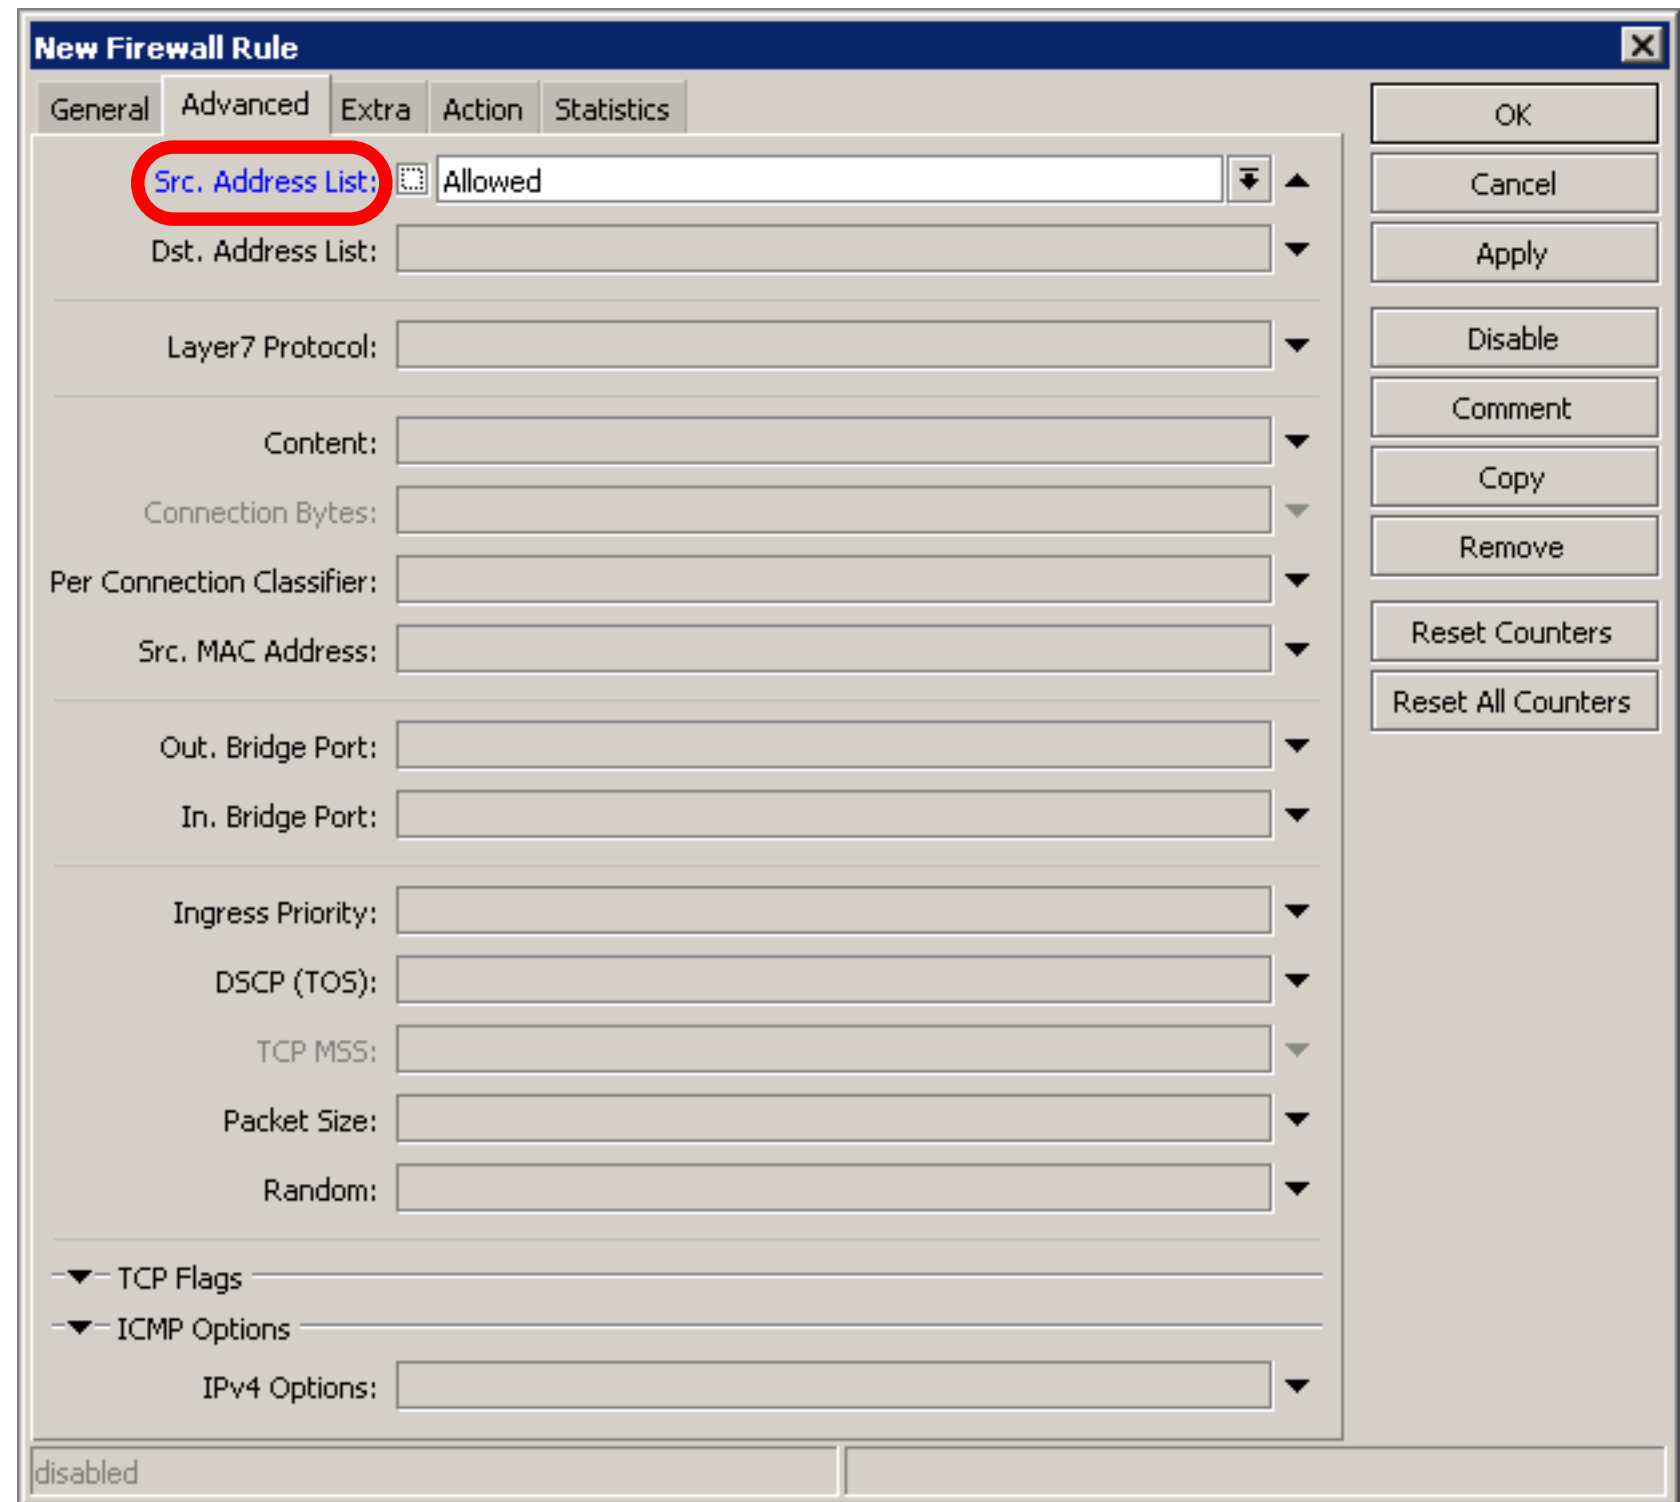 New Firewall Rule
General Advanced Extra Action Statistics
Src. Address List: Allowed
Dst. Address List:
Layer7 Protocol:
Content:
Connection Bytes:
Per Connection Classifier:
Src. MAC Address:
Out. Bridge Port:
In. Bridge Port:
Ingress Priority:
DSCP (TOS):
TCP MSS:
Packet Size:
Random:
TCP Flags
ICMP Options
IPv4 Options:
OK
Cancel
Apply
Disable
Comment
Copy
Remove
Reset Counters
Reset All Counters
disabled